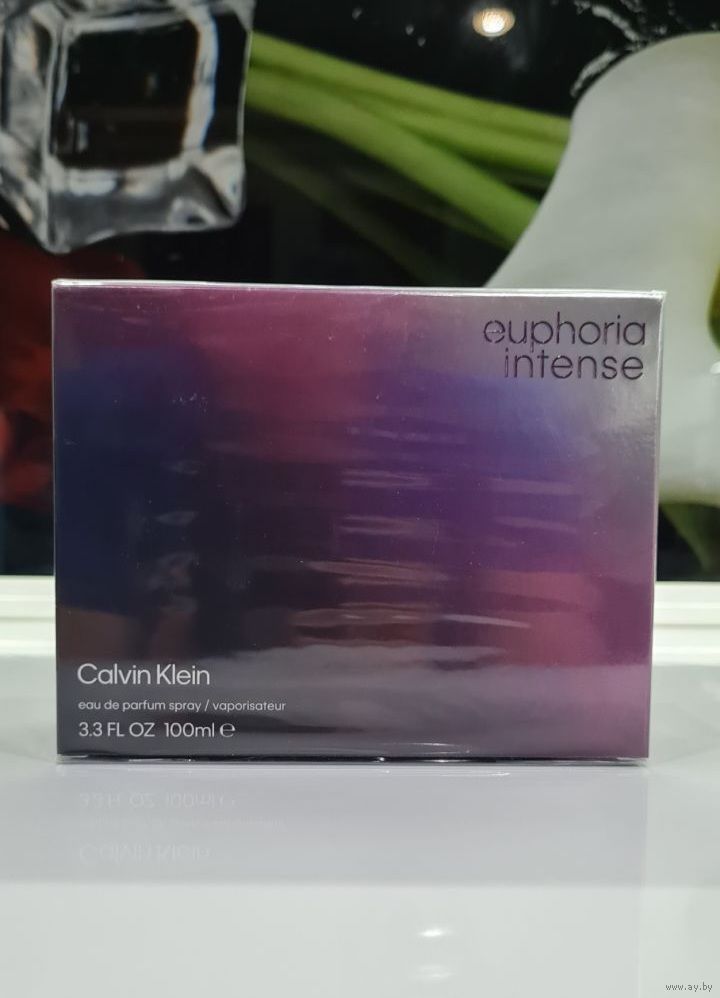 euphoria
intense
Calvin Klein
eau de parfum spray / vaporisateur
3.3 FL OZ 100ml ℮
www.ay.by